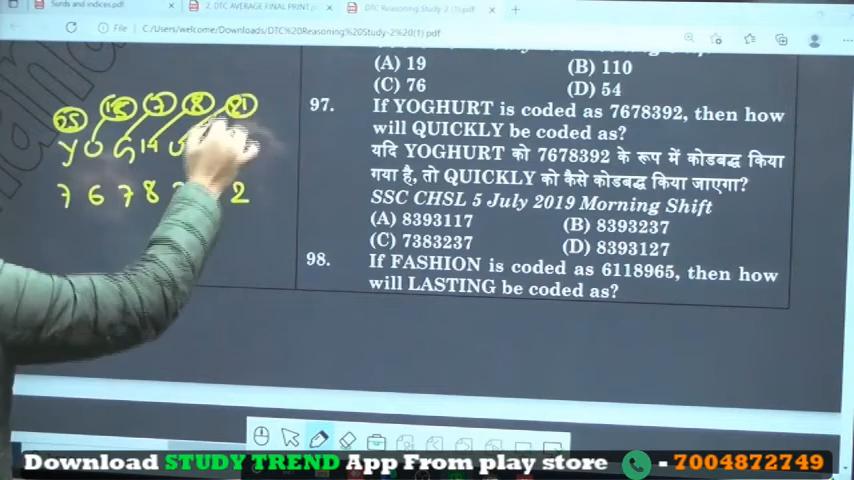 Surds and indices.pdf
2. DTC AVERAGE FINAL PRINT (
DTC Reasoning Study-2 (1).pdf
File | C:/Users/welcome/Downloads/DTC%20Reasoning%20Study-2%20(1).pdf
(A) 19 (B) 110
(C) 76 (D) 54
97. If YOGHURT is coded as 7678392, then how
will QUICKLY be coded as?
यदि YOGHURT को 7678392 के रूप में कोडबद्ध किया
गया है, तो QUICKLY को कैसे कोडबद्ध किया जाएगा?
SSC CHSL 5 July 2019 Morning Shift
(A) 8393117 (B) 8393237
(C) 7383237 (D) 8393127
98. If FASHION is coded as 6118965, then how
will LASTING be coded as?
25 15 7 8 21
Y O G H U
7 6 7 8 2
Download STUDY TREND App From play store - 7004872749